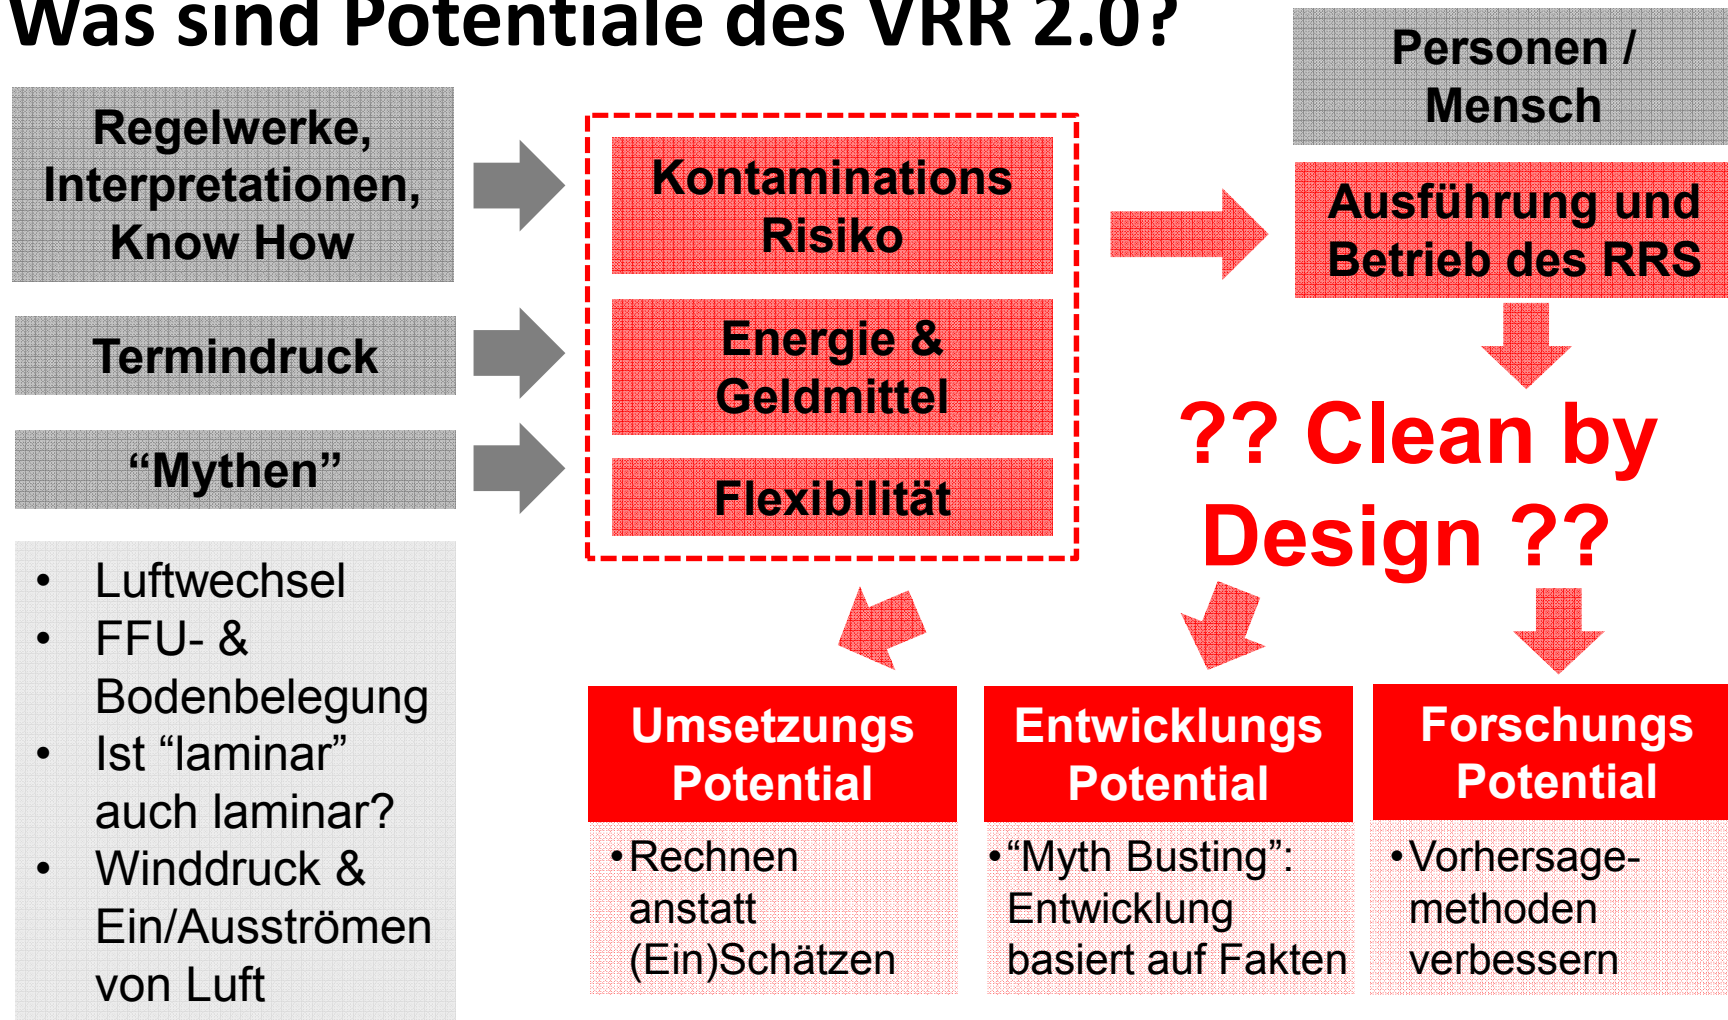 Was sind Potentiale des VRR 2.0?
Regelwerke,
Interpretationen,
Know How
Termindruck
“Mythen”
• Luftwechsel
• FFU- &
Bodenbelegung
• Ist “laminar”
auch laminar?
• Winddruck &
Ein/Ausströmen
von Luft
Kontaminations
Risiko
Energie &
Geldmittel
Flexibilität
Personen /
Mensch
Ausführung und
Betrieb des RRS
?? Clean by
Design ??
Umsetzungs
Potential
•Rechnen
anstatt
(Ein)Schätzen
Entwicklungs
Potential
•“Myth Busting”:
Entwicklung
basiert auf Fakten
Forschungs
Potential
•Vorhersage-
methoden
verbessern